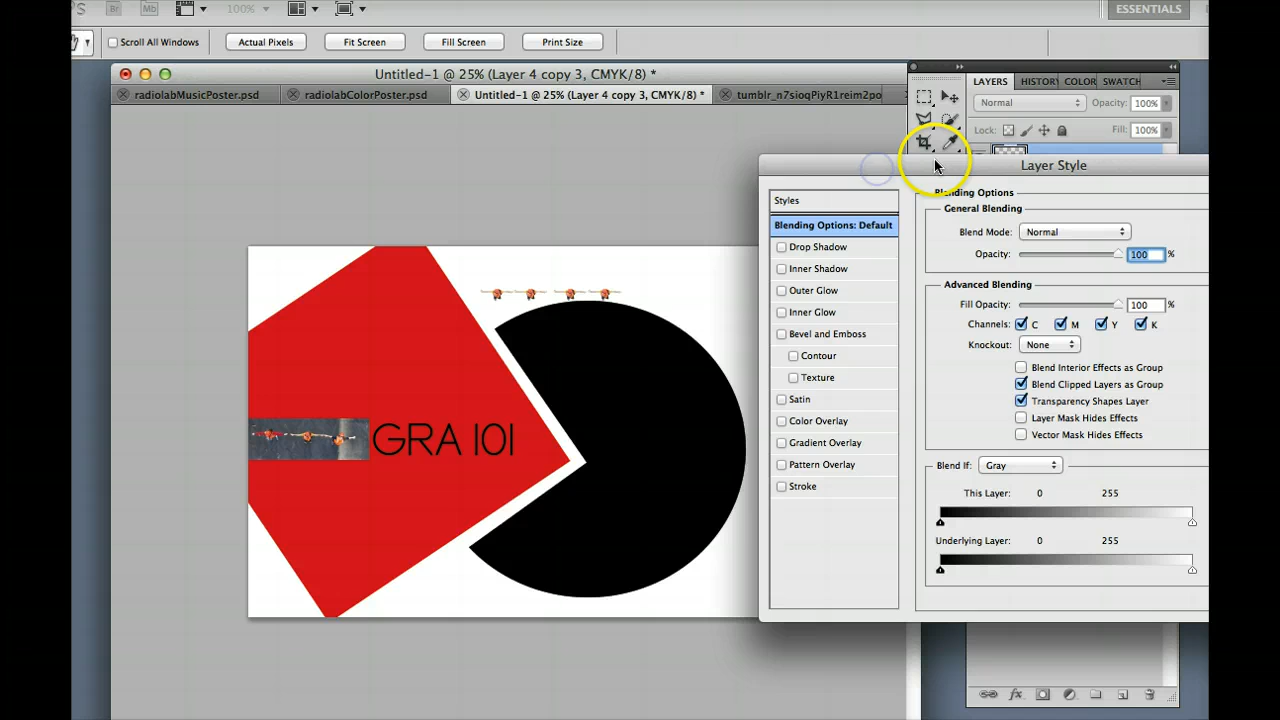 PS Br Mb 100% ESSENTIALS
Scroll All Windows Actual Pixels Fit Screen Fill Screen Print Size
Untitled-1 @ 25% (Layer 4 copy 3, CMYK/8) *
radiolabMusicPoster.psd radiolabColorPoster.psd Untitled-1 @ 25% (Layer 4 copy 3, CMYK/8) * tumblr_n7sioqPiyR1reim2po
LAYERS HISTORY COLOR SWATCH
Normal Opacity: 100%
Lock: Fill: 100%
Layer Style
Styles
Blending Options: Default
Drop Shadow
Inner Shadow
Outer Glow
Inner Glow
Bevel and Emboss
Contour
Texture
Satin
Color Overlay
Gradient Overlay
Pattern Overlay
Stroke
Blending Options
General Blending
Blend Mode: Normal
Opacity: 100 %
Advanced Blending
Fill Opacity: 100 %
Channels: C M Y K
Knockout: None
Blend Interior Effects as Group
Blend Clipped Layers as Group
Transparency Shapes Layer
Layer Mask Hides Effects
Vector Mask Hides Effects
Blend If: Gray
This Layer: 0 255
Underlying Layer: 0 255
GRA 101
fx